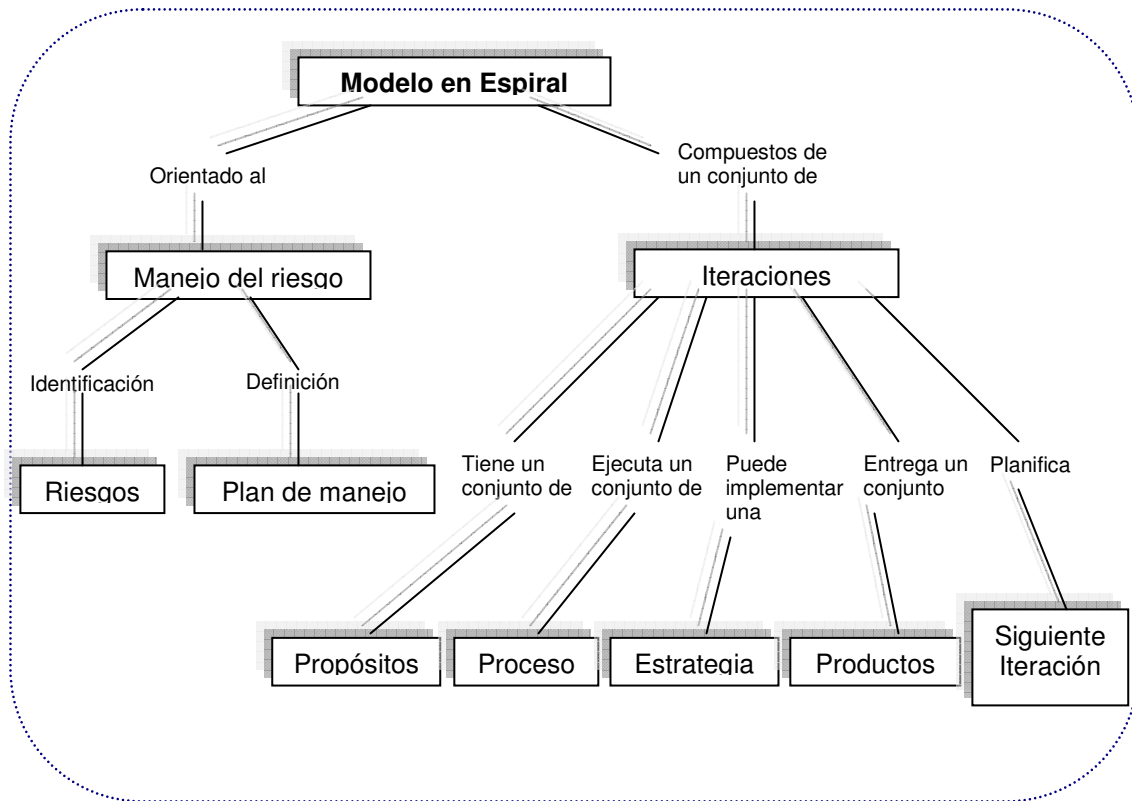 Modelo en Espiral
Orientado al
Compuestos de
un conjunto de
Manejo del riesgo
Iteraciones
Identificación
Definición
Riesgos
Plan de manejo
Tiene un
conjunto de
Ejecuta un
conjunto de
Puede
implementar
una
Entrega un
conjunto
Planifica
Propósitos
Proceso
Estrategia
Productos
Siguiente
Iteración